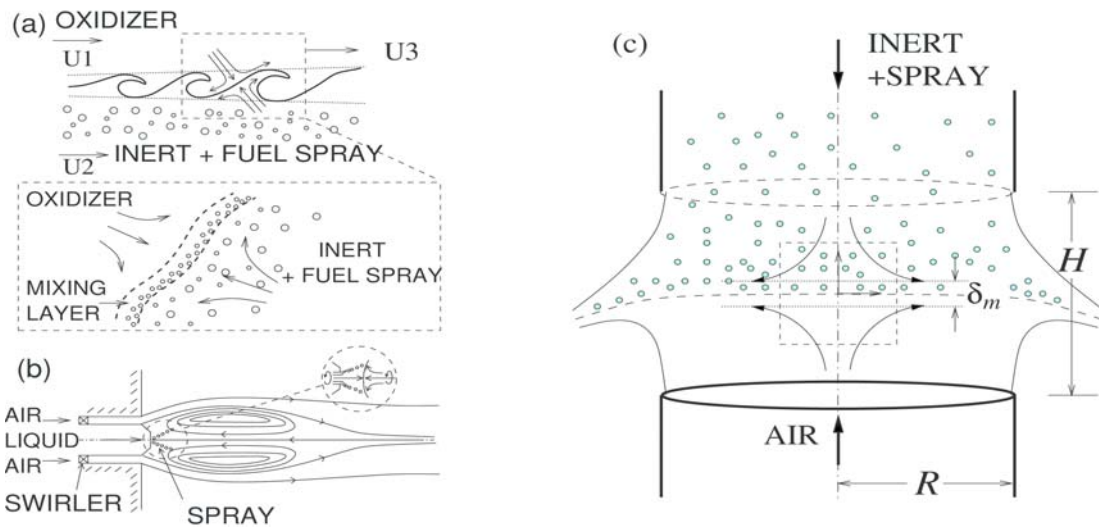 (a)
OXIDIZER
U1
U3
U2
INERT + FUEL SPRAY
OXIDIZER
INERT
+ FUEL SPRAY
MIXING
LAYER
(b)
AIR
LIQUID
AIR
SWIRLER
SPRAY
(c)
INERT
+SPRAY
H
δm
AIR
R